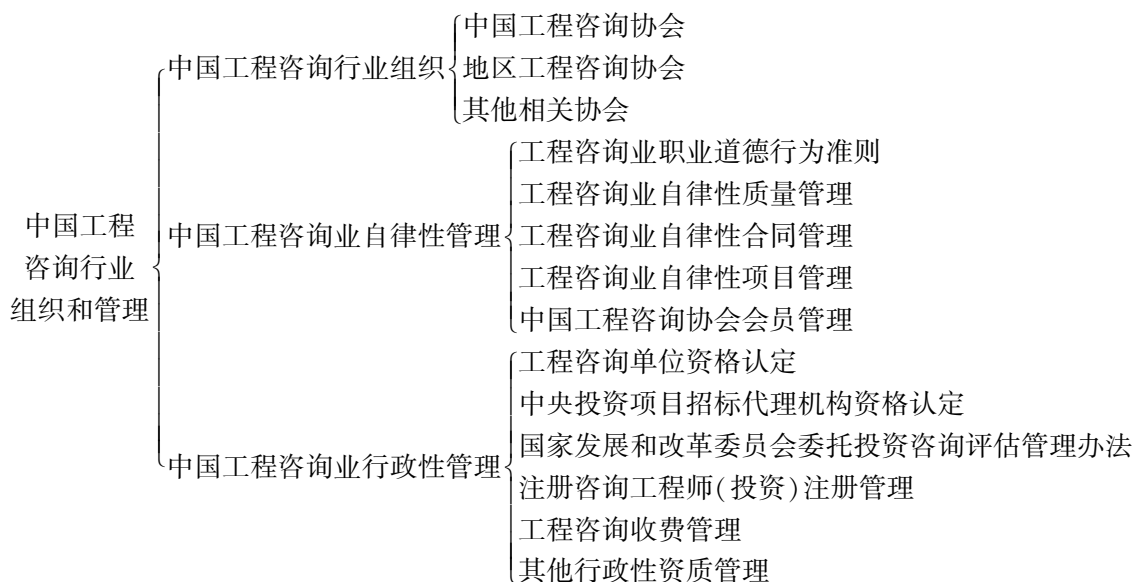 中国工程
咨询行业
组织和管理
中国工程咨询行业组织
中国工程咨询协会
地区工程咨询协会
其他相关协会
中国工程咨询业自律性管理
工程咨询业职业道德行为准则
工程咨询业自律性质量管理
工程咨询业自律性合同管理
工程咨询业自律性项目管理
中国工程咨询协会会员管理
中国工程咨询业行政性管理
工程咨询单位资格认定
中央投资项目招标代理机构资格认定
国家发展和改革委员会委托投资咨询评估管理办法
注册咨询工程师(投资)注册管理
工程咨询收费管理
其他行政性资质管理